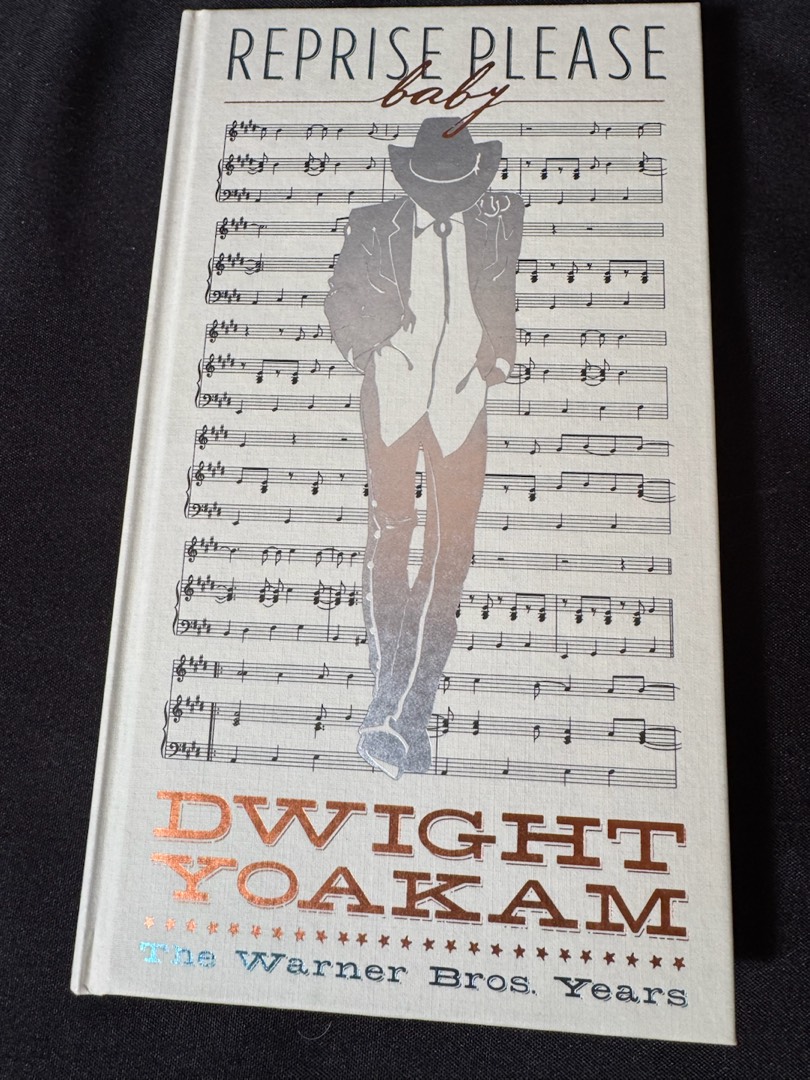 REPRISE PLEASE
baby
DWIGHT
YOAKAM
The Warner Bros. Years